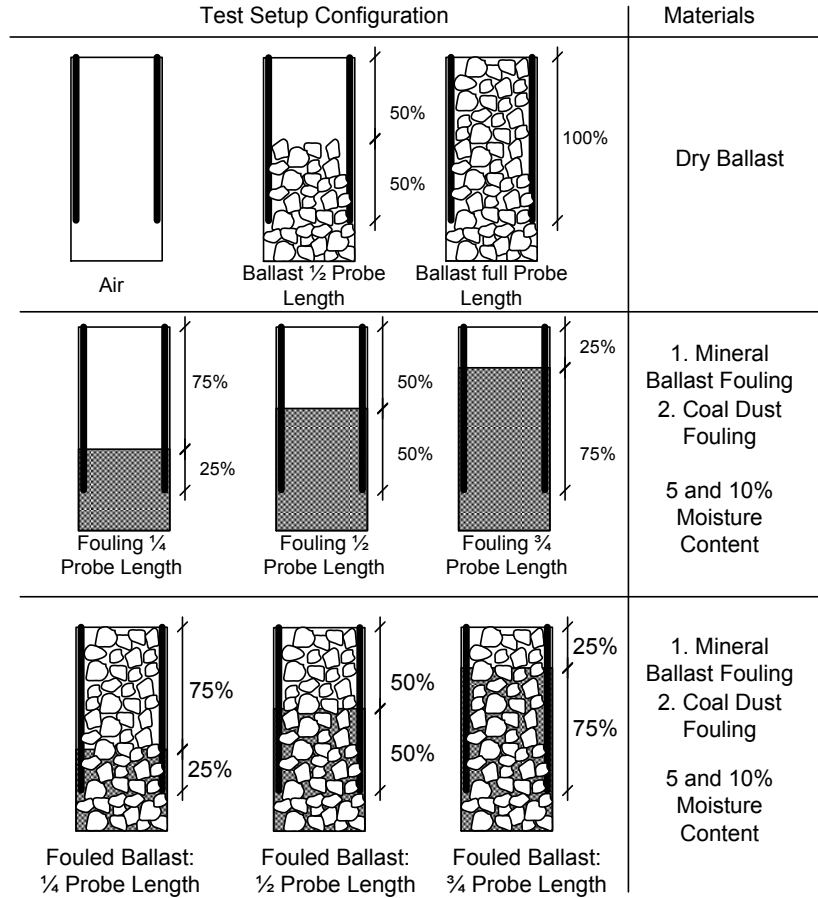 Test Setup Configuration
Materials
50%
50%
100%
Air
Ballast ½ Probe
Length
Ballast full Probe
Length
Dry Ballast
75%
25%
50%
50%
25%
75%
Fouling ¼
Probe Length
Fouling ½
Probe Length
Fouling ¾
Probe Length
1. Mineral
Ballast Fouling
2. Coal Dust
Fouling
5 and 10%
Moisture
Content
75%
25%
50%
50%
25%
75%
Fouled Ballast:
¼ Probe Length
Fouled Ballast:
½ Probe Length
Fouled Ballast:
¾ Probe Length
1. Mineral
Ballast Fouling
2. Coal Dust
Fouling
5 and 10%
Moisture
Content